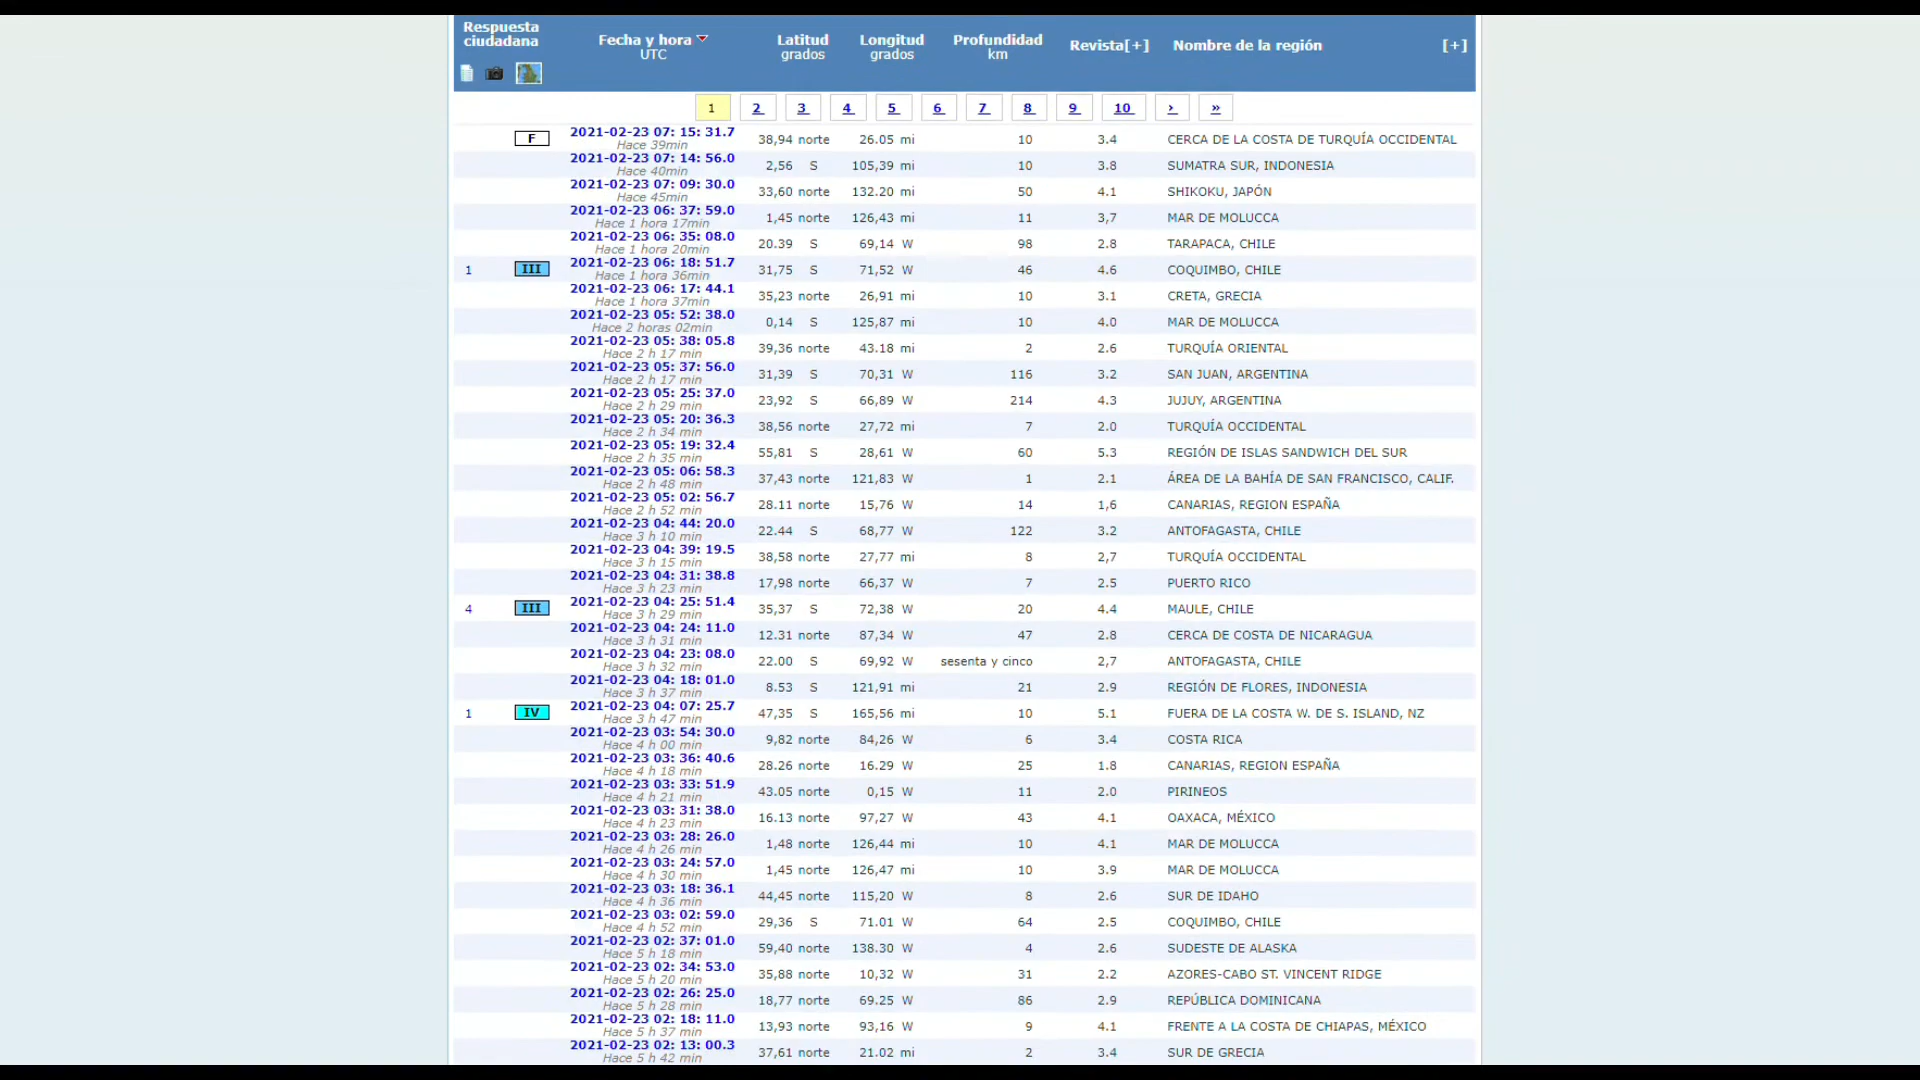 Respuesta ciudadana Fecha y hora UTC Latitud grados Longitud grados Profundidad km Revista[+] Nombre de la región [+]
1 2 3 4 5 6 7 8 9 10 › »
F 2021-02-23 07: 15: 31.7 Hace 39min 38,94 norte 26.05 mi 10 3.4 CERCA DE LA COSTA DE TURQUÍA OCCIDENTAL
2021-02-23 07: 14: 56.0 Hace 40min 2,56 S 105,39 mi 10 3.8 SUMATRA SUR, INDONESIA
2021-02-23 07: 09: 30.0 Hace 45min 33,60 norte 132.20 mi 50 4.1 SHIKOKU, JAPÓN
2021-02-23 06: 37: 59.0 Hace 1 hora 17min 1,45 norte 126,43 mi 11 3,7 MAR DE MOLUCCA
2021-02-23 06: 35: 08.0 Hace 1 hora 20min 20.39 S 69,14 W 98 2.8 TARAPACA, CHILE
1 III 2021-02-23 06: 18: 51.7 Hace 1 hora 36min 31,75 S 71,52 W 46 4.6 COQUIMBO, CHILE
2021-02-23 06: 17: 44.1 Hace 1 hora 37min 35,23 norte 26,91 mi 10 3.1 CRETA, GRECIA
2021-02-23 05: 52: 38.0 Hace 2 horas 02min 0,14 S 125,87 mi 10 4.0 MAR DE MOLUCCA
2021-02-23 05: 38: 05.8 Hace 2 h 17 min 39,36 norte 43.18 mi 2 2.6 TURQUÍA ORIENTAL
2021-02-23 05: 37: 56.0 Hace 2 h 17 min 31,39 S 70,31 W 116 3.2 SAN JUAN, ARGENTINA
2021-02-23 05: 25: 37.0 Hace 2 h 29 min 23,92 S 66,89 W 214 4.3 JUJUY, ARGENTINA
2021-02-23 05: 20: 36.3 Hace 2 h 34 min 38,56 norte 27,72 mi 7 2.0 TURQUÍA OCCIDENTAL
2021-02-23 05: 19: 32.4 Hace 2 h 35 min 55,81 S 28,61 W 60 5.3 REGIÓN DE ISLAS SANDWICH DEL SUR
2021-02-23 05: 06: 58.3 Hace 2 h 48 min 37,43 norte 121,83 W 1 2.1 ÁREA DE LA BAHÍA DE SAN FRANCISCO, CALIF.
2021-02-23 05: 02: 56.7 Hace 2 h 52 min 28.11 norte 15,76 W 14 1,6 CANARIAS, REGION ESPAÑA
2021-02-23 04: 44: 20.0 Hace 3 h 10 min 22.44 S 68,77 W 122 3.2 ANTOFAGASTA, CHILE
2021-02-23 04: 39: 19.5 Hace 3 h 15 min 38,58 norte 27,77 mi 8 2,7 TURQUÍA OCCIDENTAL
2021-02-23 04: 31: 38.8 Hace 3 h 23 min 17,98 norte 66,37 W 7 2.5 PUERTO RICO
4 III 2021-02-23 04: 25: 51.4 Hace 3 h 29 min 35,37 S 72,38 W 20 4.4 MAULE, CHILE
2021-02-23 04: 24: 11.0 Hace 3 h 31 min 12.31 norte 87,34 W 47 2.8 CERCA DE COSTA DE NICARAGUA
2021-02-23 04: 23: 08.0 Hace 3 h 32 min 22.00 S 69,92 W sesenta y cinco 2,7 ANTOFAGASTA, CHILE
2021-02-23 04: 18: 01.0 Hace 3 h 37 min 8.53 S 121,91 mi 21 2.9 REGIÓN DE FLORES, INDONESIA
1 IV 2021-02-23 04: 07: 25.7 Hace 3 h 47 min 47,35 S 165,56 mi 10 5.1 FUERA DE LA COSTA W. DE S. ISLAND, NZ
2021-02-23 03: 54: 30.0 Hace 4 h 00 min 9,82 norte 84,26 W 6 3.4 COSTA RICA
2021-02-23 03: 36: 40.6 Hace 4 h 18 min 28.26 norte 16.29 W 25 1.8 CANARIAS, REGION ESPAÑA
2021-02-23 03: 33: 51.9 Hace 4 h 21 min 43.05 norte 0,15 W 11 2.0 PIRINEOS
2021-02-23 03: 31: 38.0 Hace 4 h 23 min 16.13 norte 97,27 W 43 4.1 OAXACA, MÉXICO
2021-02-23 03: 28: 26.0 Hace 4 h 26 min 1,48 norte 126,44 mi 10 4.1 MAR DE MOLUCCA
2021-02-23 03: 24: 57.0 Hace 4 h 30 min 1,45 norte 126,47 mi 10 3.9 MAR DE MOLUCCA
2021-02-23 03: 18: 36.1 Hace 4 h 36 min 44,45 norte 115,20 W 8 2.6 SUR DE IDAHO
2021-02-23 03: 02: 59.0 Hace 4 h 52 min 29,36 S 71.01 W 64 2.5 COQUIMBO, CHILE
2021-02-23 02: 37: 01.0 Hace 5 h 18 min 59,40 norte 138.30 W 4 2.6 SUDESTE DE ALASKA
2021-02-23 02: 34: 53.0 Hace 5 h 20 min 35,88 norte 10,32 W 31 2.2 AZORES-CABO ST. VINCENT RIDGE
2021-02-23 02: 26: 25.0 Hace 5 h 28 min 18,77 norte 69.25 W 86 2.9 REPÚBLICA DOMINICANA
2021-02-23 02: 18: 11.0 Hace 5 h 37 min 13,93 norte 93,16 W 9 4.1 FRENTE A LA COSTA DE CHIAPAS, MÉXICO
2021-02-23 02: 13: 00.3 Hace 5 h 42 min 37,61 norte 21.02 mi 2 3.4 SUR DE GRECIA